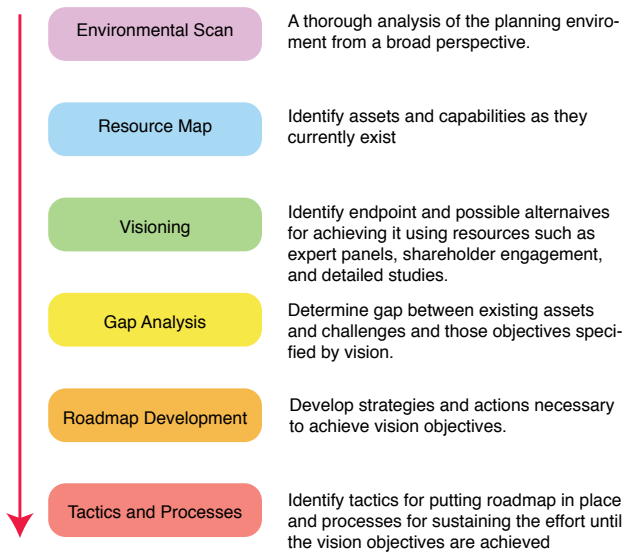 Environmental Scan
A thorough analysis of the planning enviro-
ment from a broad perspective.
Resource Map
Identify assets and capabilities as they
currently exist
Visioning
Identify endpoint and possible alternaives
for achieving it using resources such as
expert panels, shareholder engagement,
and detailed studies.
Gap Analysis
Determine gap between existing assets
and challenges and those objectives speci-
fied by vision.
Roadmap Development
Develop strategies and actions necessary
to achieve vision objectives.
Tactics and Processes
Identify tactics for putting roadmap in place
and processes for sustaining the effort until
the vision objectives are achieved